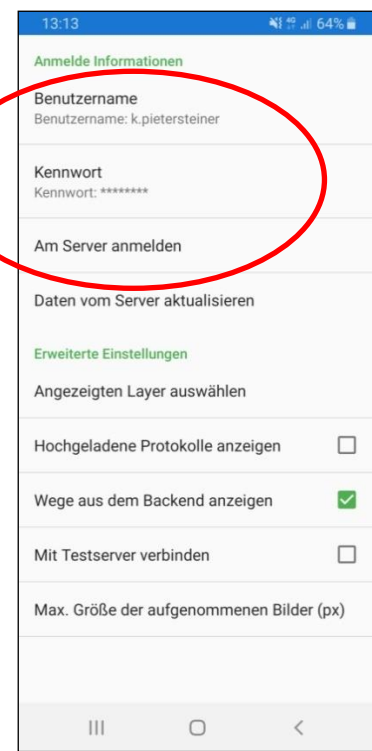 13:13 64%
Anmelde Informationen
Benutzername
Benutzername: k.pietersteiner
Kennwort
Kennwort: ********
Am Server anmelden
Daten vom Server aktualisieren
Erweiterte Einstellungen
Angezeigten Layer auswählen
Hochgeladene Protokolle anzeigen
Wege aus dem Backend anzeigen
Mit Testserver verbinden
Max. Größe der aufgenommenen Bilder (px)